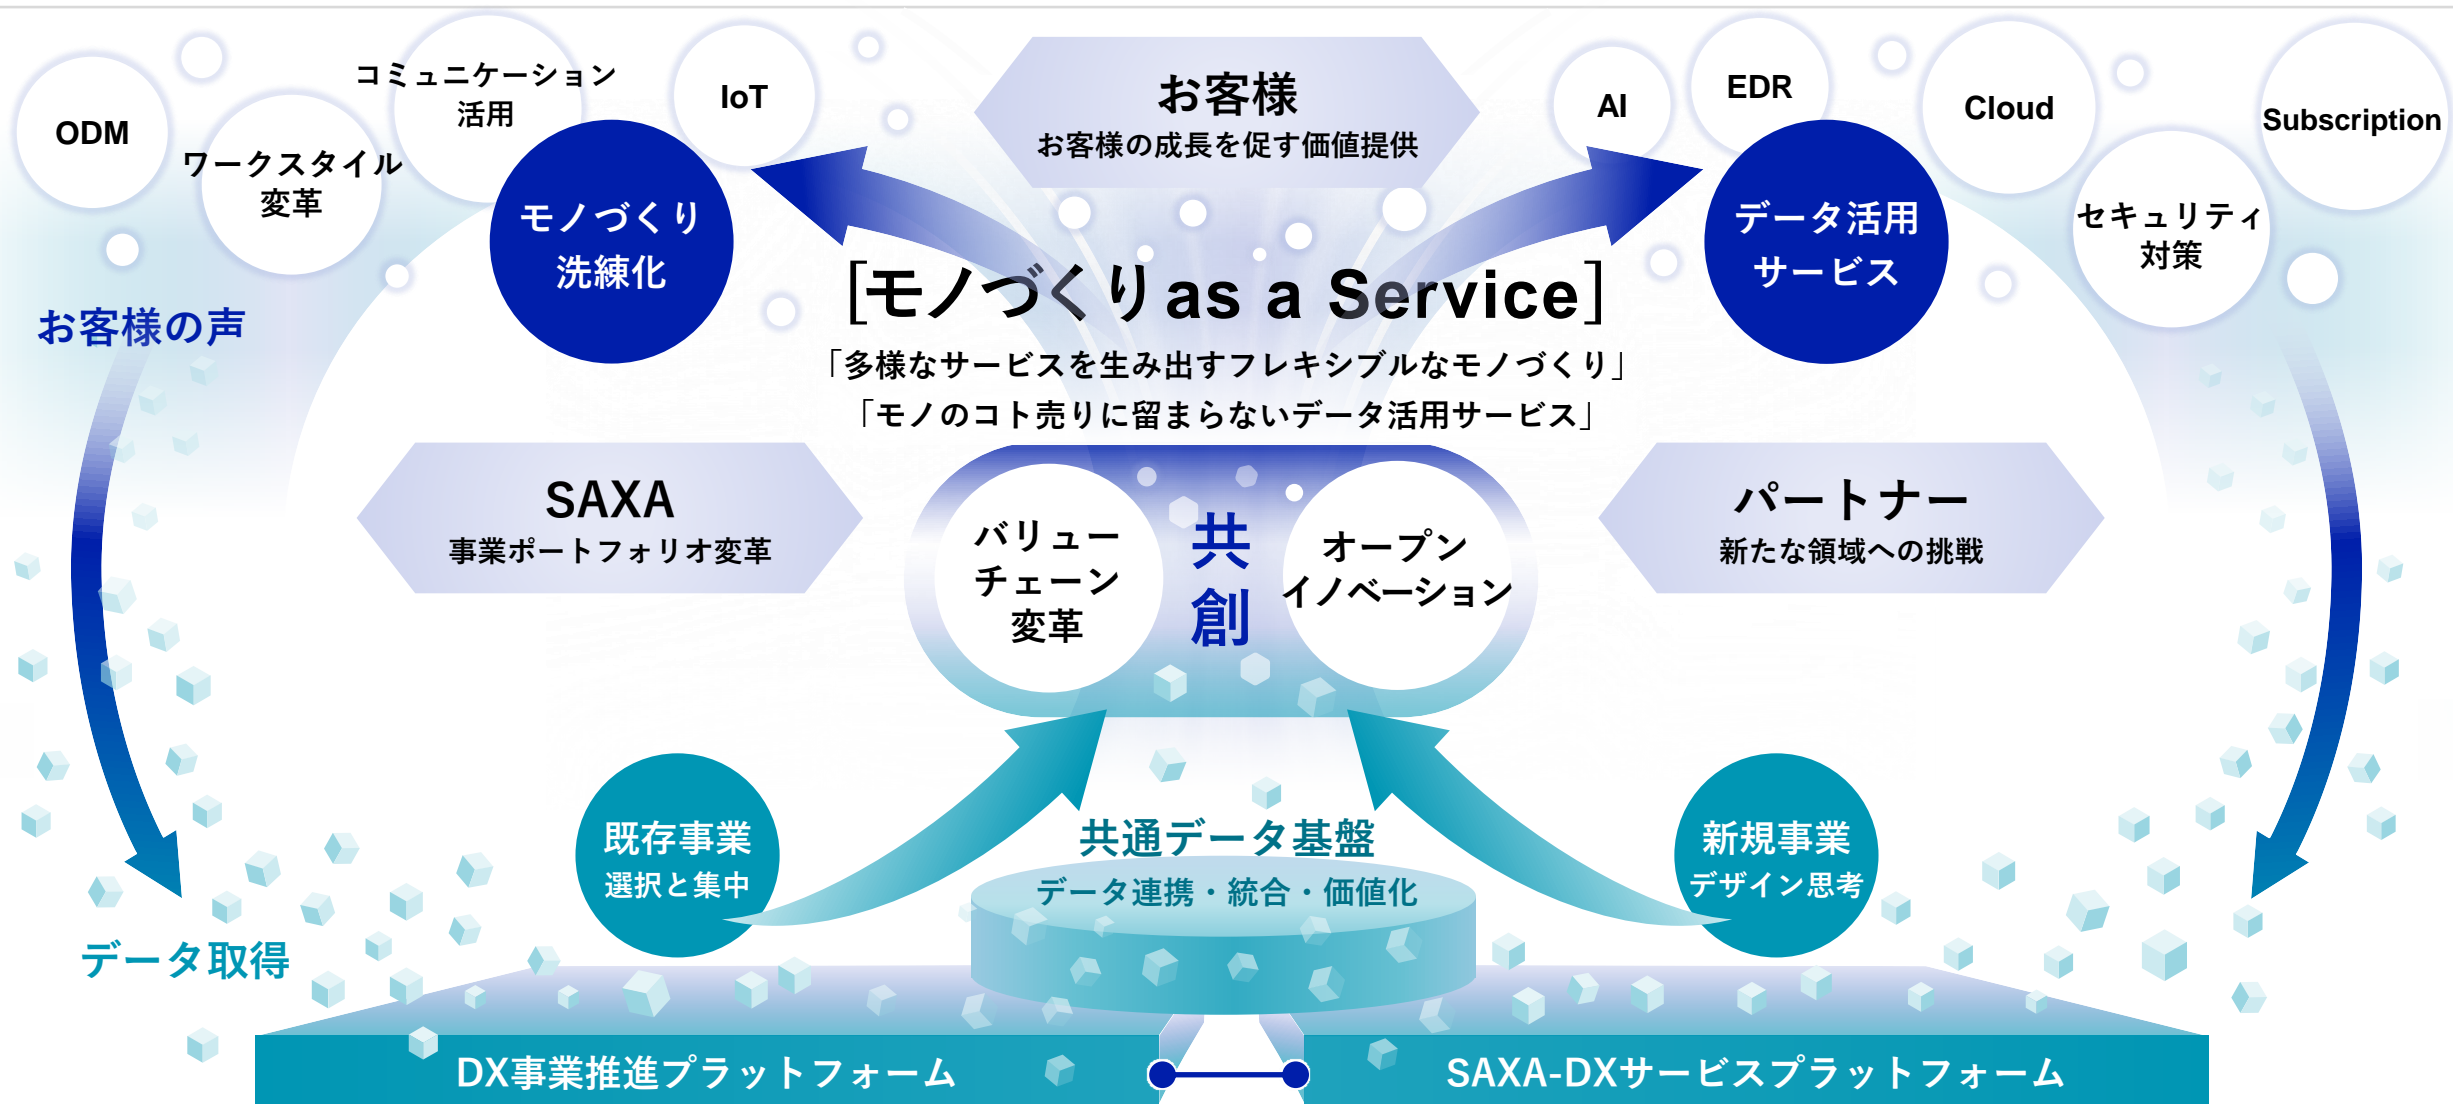 ODM
ワークスタイル
変革
コミュニケーション
活用
IoT
モノづくり
洗練化
お客様
お客様の成長を促す価値提供
AI
EDR
Cloud
Subscription
データ活用
サービス
セキュリティ
対策
お客様の声
[モノづくり as a Service]
「多様なサービスを生み出すフレキシブルなモノづくり」
「モノのコト売りに留まらないデータ活用サービス」
SAXA
事業ポートフォリオ変革
バリュー
チェーン
変革
共
創
オープン
イノベーション
パートナー
新たな領域への挑戦
既存事業
選択と集中
共通データ基盤
データ連携・統合・価値化
新規事業
デザイン思考
データ取得
DX事業推進プラットフォーム
SAXA-DXサービスプラットフォーム